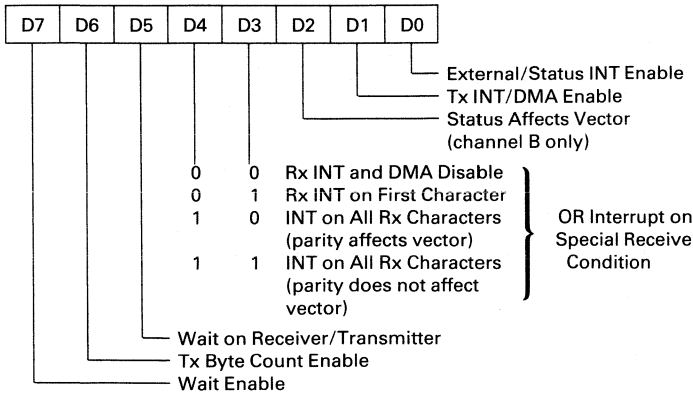 D7 D6 D5 D4 D3 D2 D1 D0
External/Status INT Enable
Tx INT/DMA Enable
Status Affects Vector
(channel B only)
0 0 Rx INT and DMA Disable
0 1 Rx INT on First Character
1 0 INT on All Rx Characters
(parity affects vector)
1 1 INT on All Rx Characters
(parity does not affect
vector)
OR Interrupt on
Special Receive
Condition
Wait on Receiver/Transmitter
Tx Byte Count Enable
Wait Enable